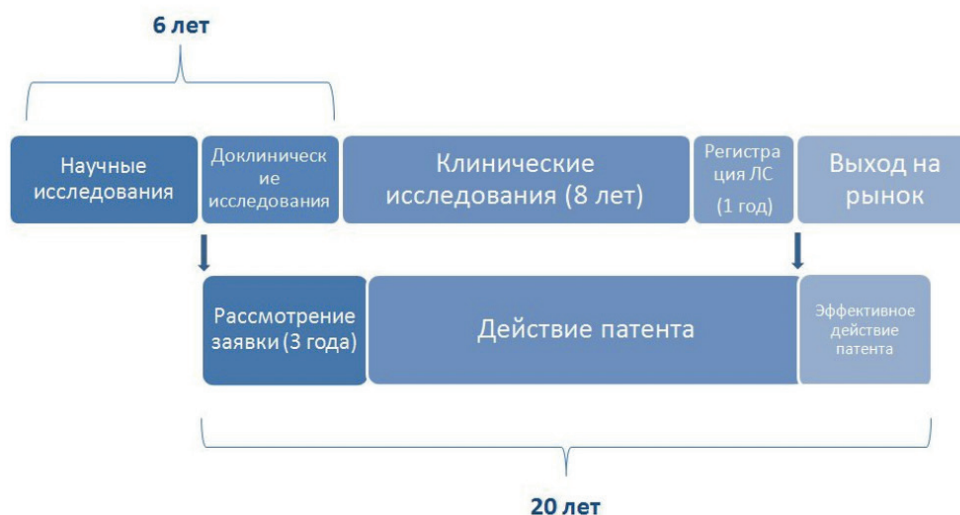 6 лет
Научные
исследования
Доклиническ
ие
исследования
Клинические
исследования (8 лет)
Регистра
ция ЛС
(1 год)
Выход на
рынок
Рассмотрение
заявки (3 года)
Действие патента
Эффективное
действие
патента
20 лет